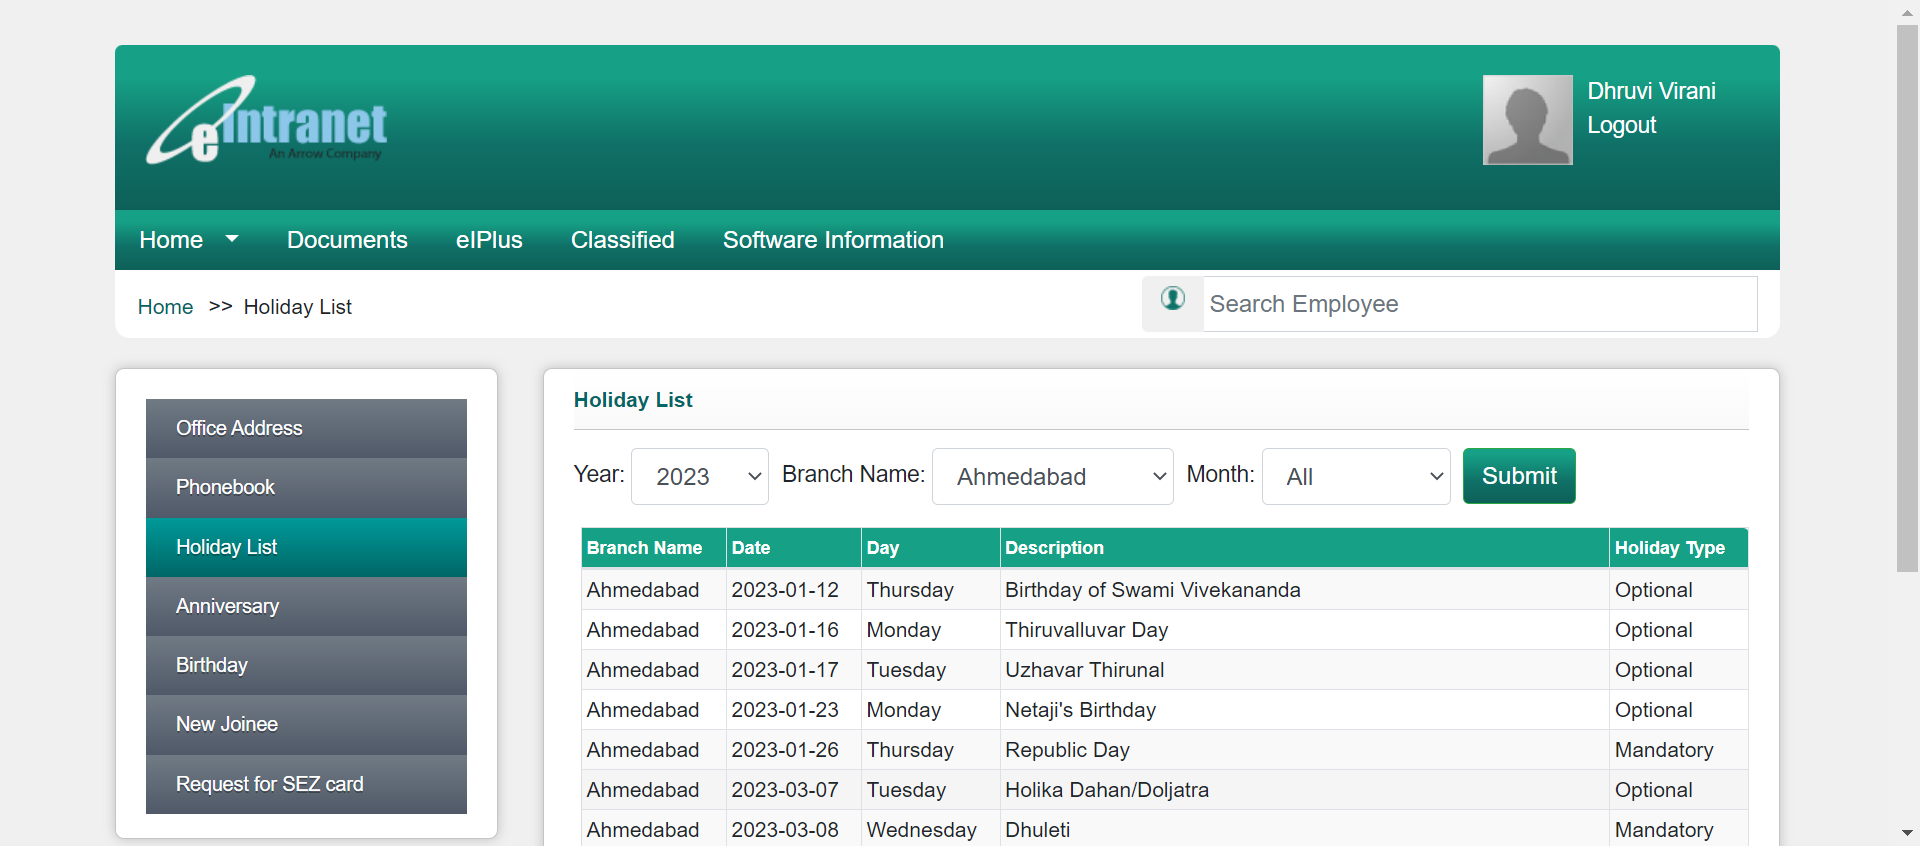 eIntranet
An Arrow Company
Dhruvi Virani
Logout
Home Documents eIPlus Classified Software Information
Home >> Holiday List
Search Employee
Office Address
Phonebook
Holiday List
Anniversary
Birthday
New Joinee
Request for SEZ card
Holiday List
Year: 2023 Branch Name: Ahmedabad Month: All Submit
Branch Name Date Day Description Holiday Type
Ahmedabad 2023-01-12 Thursday Birthday of Swami Vivekananda Optional
Ahmedabad 2023-01-16 Monday Thiruvalluvar Day Optional
Ahmedabad 2023-01-17 Tuesday Uzhavar Thirunal Optional
Ahmedabad 2023-01-23 Monday Netaji's Birthday Optional
Ahmedabad 2023-01-26 Thursday Republic Day Mandatory
Ahmedabad 2023-03-07 Tuesday Holika Dahan/Doljatra Optional
Ahmedabad 2023-03-08 Wednesday Dhuleti Mandatory